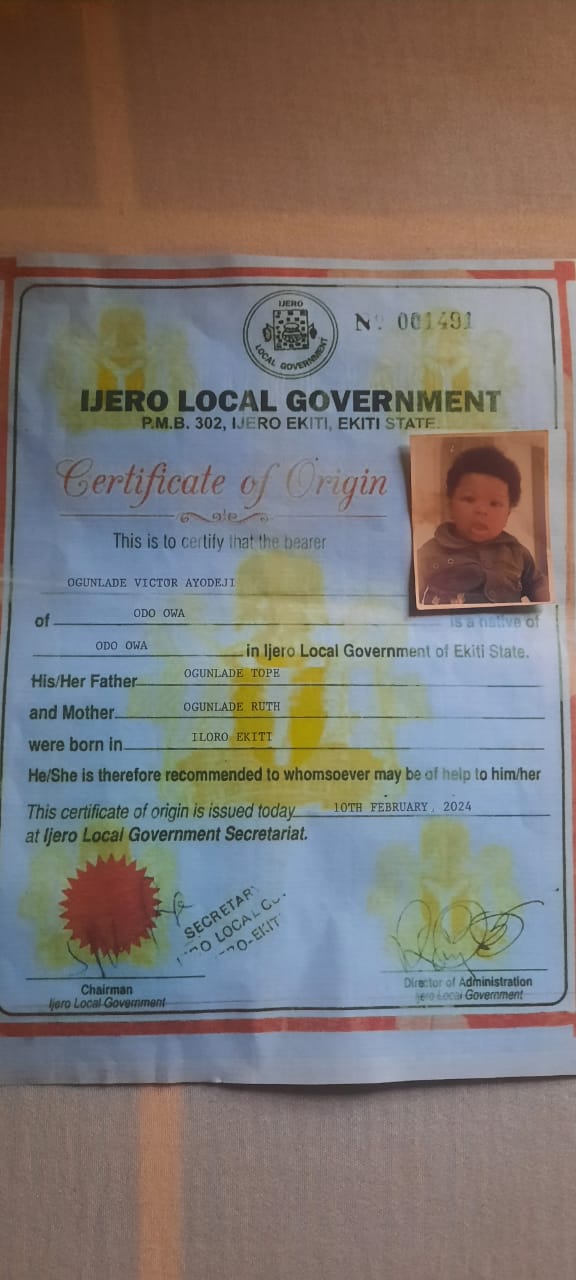 IJERO
LOCAL GOVERNMENT
Nº 001491
IJERO LOCAL GOVERNMENT
P.M.B. 302, IJERO EKITI, EKITI STATE.
Certificate of Origin
This is to certify that the bearer
OGUNLADE VICTOR AYODEJI
of ODO OWA is a native of
ODO OWA in Ijero Local Government of Ekiti State.
His/Her Father OGUNLADE TOPE
and Mother OGUNLADE RUTH
were born in ILORO EKITI
He/She is therefore recommended to whomsoever may be of help to him/her
This certificate of origin is issued today 10TH FEBRUARY, 2024
at Ijero Local Government Secretariat.
SECRETARY
LOCAL
Chairman
Ijero Local Government
Director of Administration
Ijero Local Government